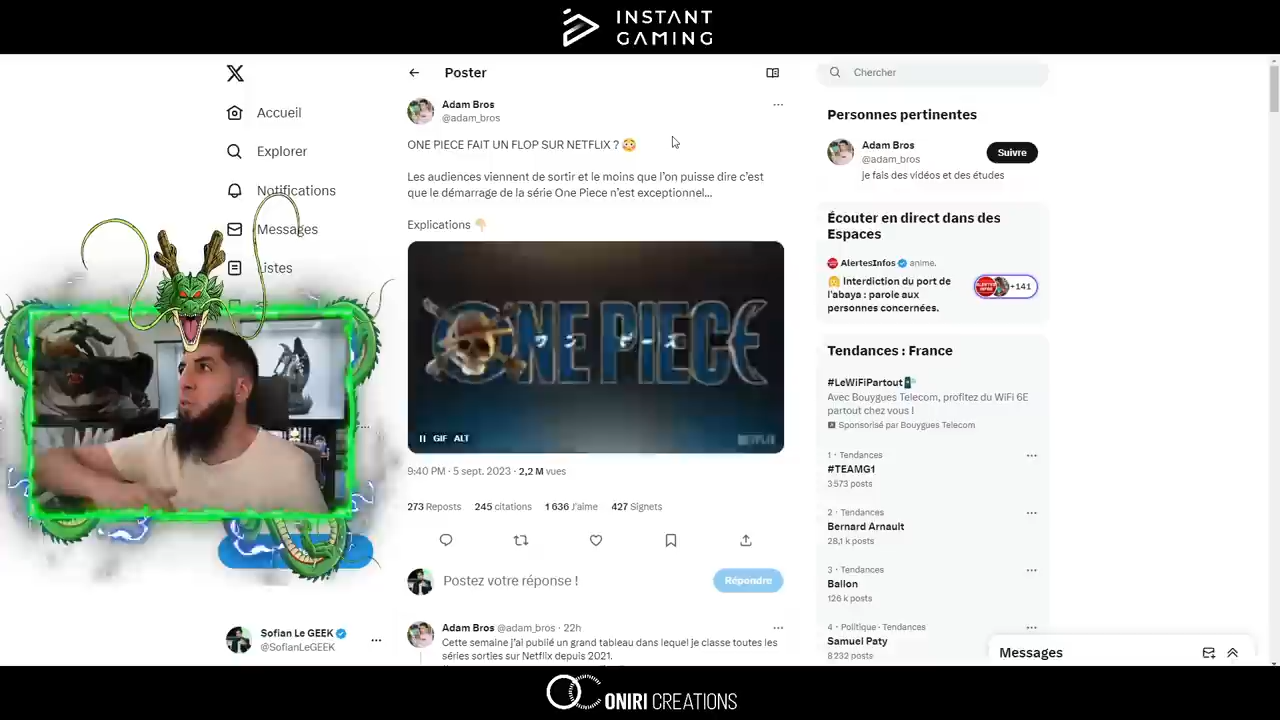 INSTANT
GAMING
Poster
Chercher
Accueil
Explorer
Notifications
Messages
Listes
Adam Bros
@adam_bros
ONE PIECE FAIT UN FLOP SUR NETFLIX ? 😳
Les audiences viennent de sortir et le moins que l'on puisse dire c'est
que le démarrage de la série One Piece n'est exceptionnel...
Explications 👇🏻
ONE PIECE
GIF ALT
NETFLIX
9:40 PM · 5 sept. 2023 · 2,2 M vues
273 Reposts 245 citations 1 636 J'aime 427 Signets
Postez votre réponse !
Répondre
Adam Bros @adam_bros · 22h
Cette semaine j'ai publié un grand tableau dans lequel je classe toutes les
séries sorties sur Netflix depuis 2021.
Sofian Le GEEK
@SofianLeGEEK
Personnes pertinentes
Adam Bros
@adam_bros
Suivre
je fais des vidéos et des études
Écouter en direct dans des
Espaces
AlertesInfos anime.
Interdiction du port de
l'abaya : parole aux
personnes concernées.
+141
Tendances : France
#LeWiFiPartout
Avec Bouygues Telecom, profitez du WiFi 6E
partout chez vous !
Sponsorisé par Bouygues Telecom
1 · Tendances
#TEAMG1
3 573 posts
2 · Tendances
Bernard Arnault
28,1 k posts
3 · Tendances
Ballon
126 k posts
4 · Politique · Tendances
Samuel Paty
8 232 posts
Messages
ONIRI CREATIONS